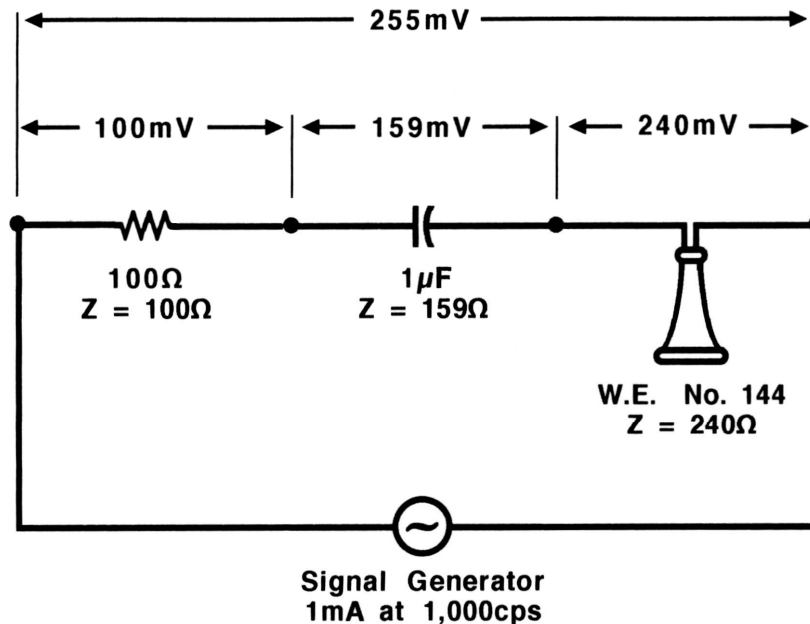 255mV
100mV
159mV
240mV
100Ω
Z = 100Ω
1µF
Z = 159Ω
W.E. No. 144
Z = 240Ω
Signal Generator
1mA at 1,000cps